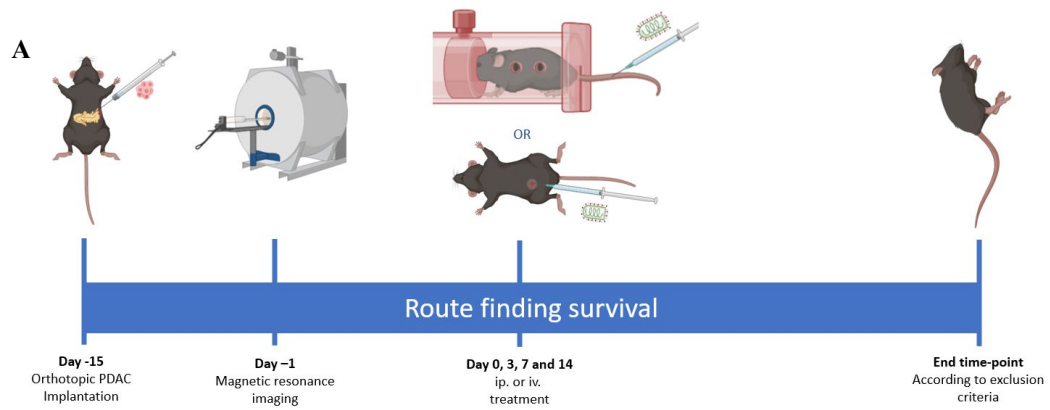 A
OR
Route finding survival
Day -15
Orthotopic PDAC
Implantation
Day –1
Magnetic resonance
imaging
Day 0, 3, 7 and 14
ip. or iv.
treatment
End time-point
According to exclusion
criteria